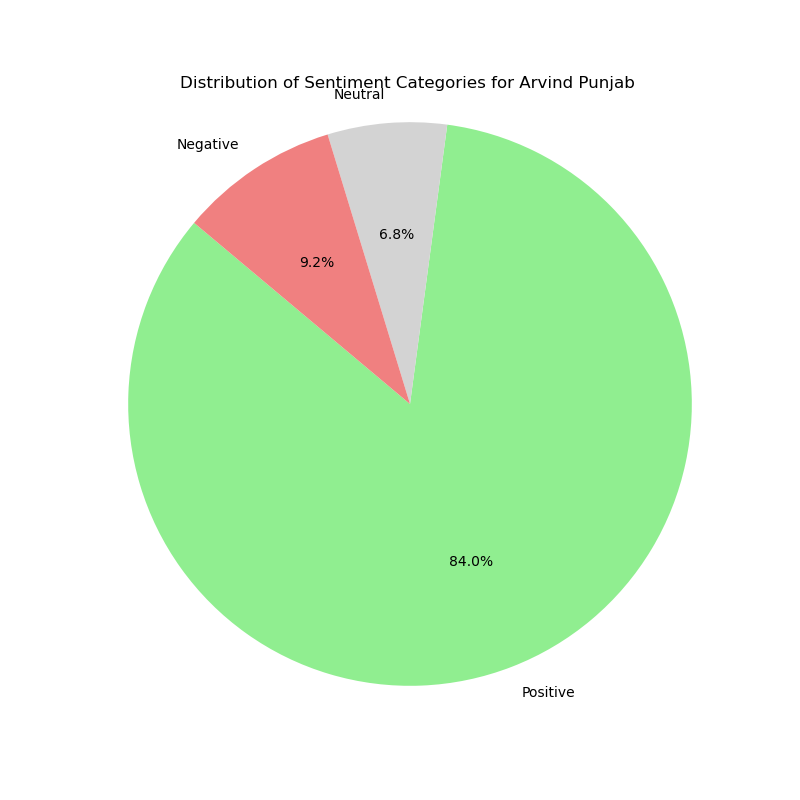 Distribution of Sentiment Categories for Arvind Punjab
Neutral
Negative
6.8%
9.2%
84.0%
Positive